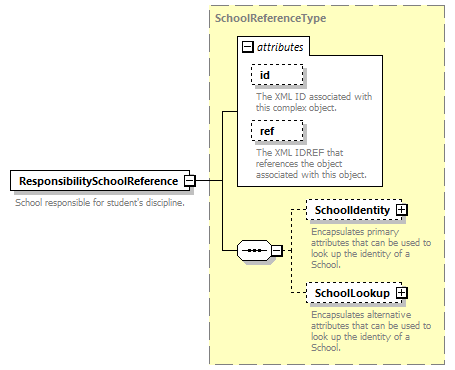 SchoolReferenceType
attributes
id
The XML ID associated with
this complex object.
ref
The XML IDREF that
references the object
associated with this object.
ResponsibilitySchoolReference
School responsible for student's discipline.
SchoolIdentity
Encapsulates primary
attributes that can be used to
look up the identity of a
School.
SchoolLookup
Encapsulates alternative
attributes that can be used to
look up the identity of a
School.